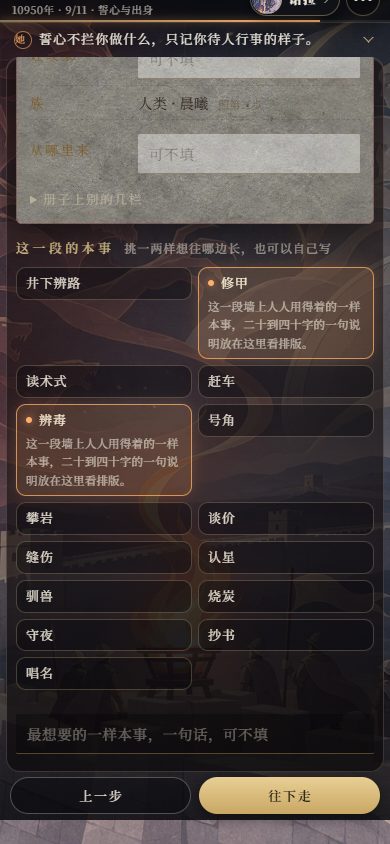 10950年 · 9/11 · 誓心与出身
她 誓心不拦你做什么，只记你待人行事的样子。
可不填
族 人类 · 晨曦
从哪里来 可不填
▶ 册子上别的几栏
这一段的本事 挑一两样想往哪边长，也可以自己写
井下辨路
修甲
这一段墙上人人用得着的一样
本事，二十到四十字的一句说
明放在这里看排版。
读术式
赶车
辨毒
这一段墙上人人用得着的一样
本事，二十到四十字的一句说
明放在这里看排版。
号角
攀岩
谈价
缝伤
认星
驯兽
烧炭
守夜
抄书
唱名
最想要的一样本事，一句话，可不填
上一步
往下走